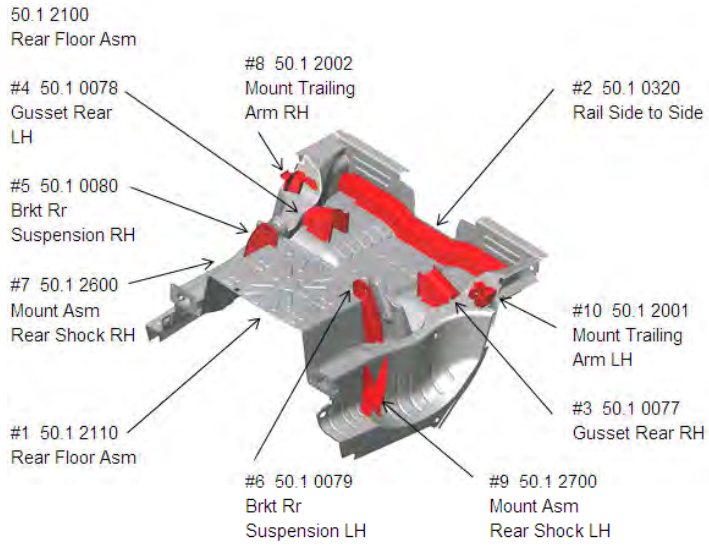 50.1 2100
Rear Floor Asm
#8 50.1 2002
Mount Trailing
Arm RH
#2 50.1 0320
Rail Side to Side
#4 50.1 0078
Gusset Rear
LH
#5 50.1 0080
Brkt Rr
Suspension RH
#7 50.1 2600
Mount Asm
Rear Shock RH
#10 50.1 2001
Mount Trailing
Arm LH
#3 50.1 0077
Gusset Rear RH
#1 50.1 2110
Rear Floor Asm
#6 50.1 0079
Brkt Rr
Suspension LH
#9 50.1 2700
Mount Asm
Rear Shock LH